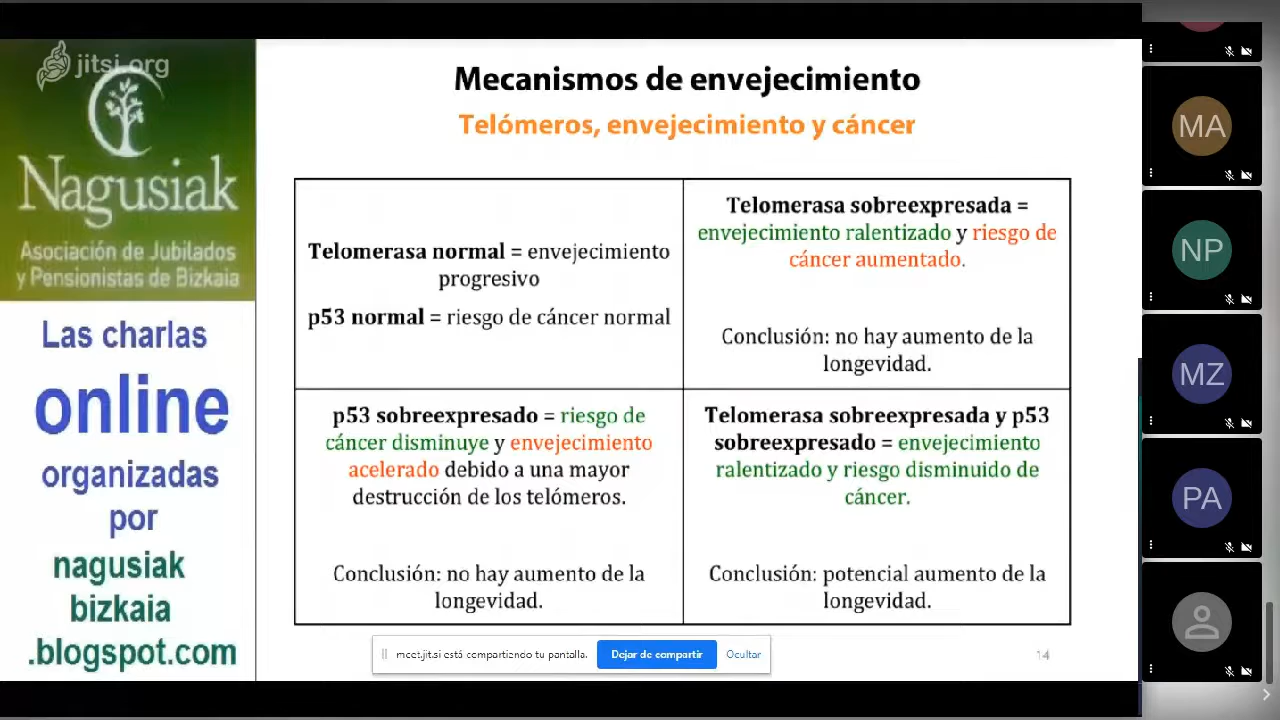 jitsi.org
Nagusiak
Asociación de Jubilados
y Pensionistas de Bizkaia
Las charlas
online
organizadas
por
nagusiak
bizkaia
.blogspot.com
Mecanismos de envejecimiento
Telómeros, envejecimiento y cáncer
Telomerasa normal = envejecimiento
progresivo
p53 normal = riesgo de cáncer normal
Telomerasa sobreexpresada =
envejecimiento ralentizado y riesgo de
cáncer aumentado.
Conclusión: no hay aumento de la
longevidad.
p53 sobreexpresado = riesgo de
cáncer disminuye y envejecimiento
acelerado debido a una mayor
destrucción de los telómeros.
Conclusión: no hay aumento de la
longevidad.
Telomerasa sobreexpresada y p53
sobreexpresado = envejecimiento
ralentizado y riesgo disminuido de
cáncer.
Conclusión: potencial aumento de la
longevidad.
meet.jit.si está compartiendo tu pantalla.
Dejar de compartir
Ocultar
14
MA
NP
MZ
PA